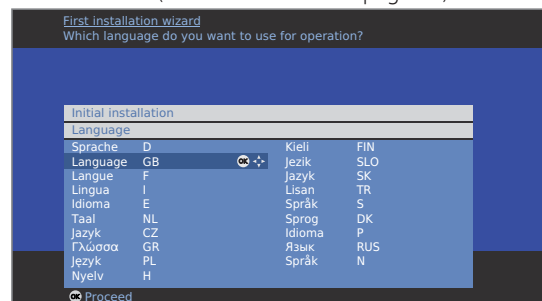 First installation wizard
Which language do you want to use for operation?
Initial installation
Language
Sprache D
Language GB OK
Langue F
Lingua I
Idioma E
Taal NL
Jazyk CZ
Γλώσσα GR
Język PL
Nyelv H
Kieli FIN
Jezik SLO
Jazyk SK
Lisan TR
Språk S
Sprog DK
Idioma P
Язык RUS
Språk N
OK Proceed